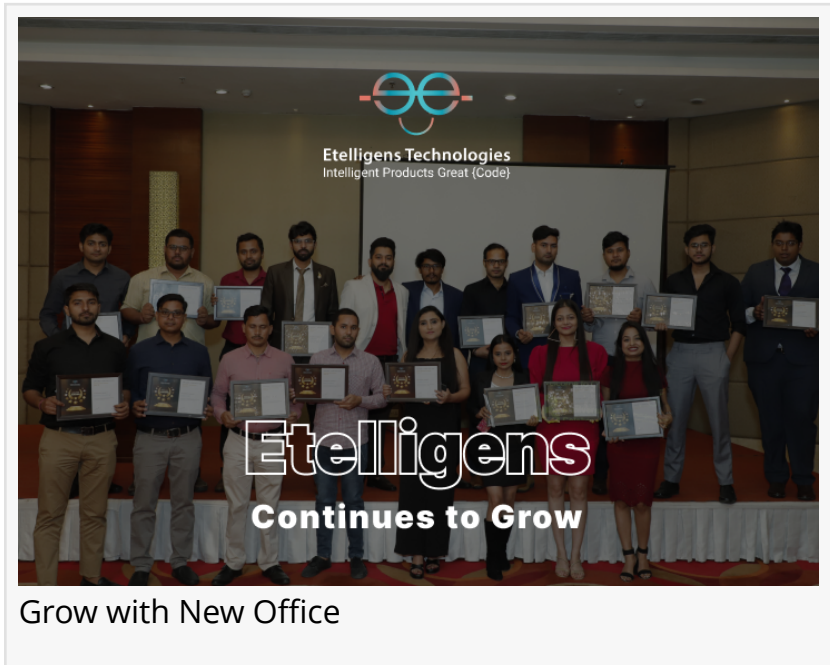 Etelligens Technologies
Intelligent Products Great {Code}
Etelligens
Continues to Grow
Grow with New Office